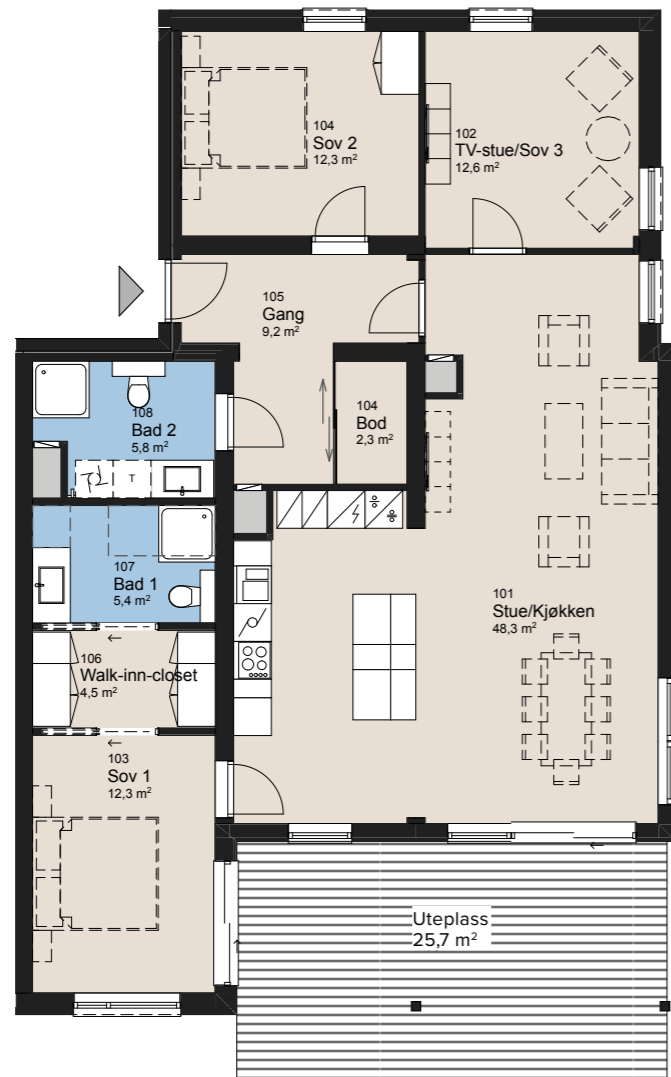 104
Sov 2
12,3 m²
102
TV-stue/Sov 3
12,6 m²
105
Gang
9,2 m²
108
Bad 2
5,8 m²
T
104
Bod
2,3 m²
107
Bad 1
5,4 m²
101
Stue/Kjøkken
48,3 m²
106
Walk-inn-closet
4,5 m²
103
Sov 1
12,3 m²
Uteplass
25,7 m²